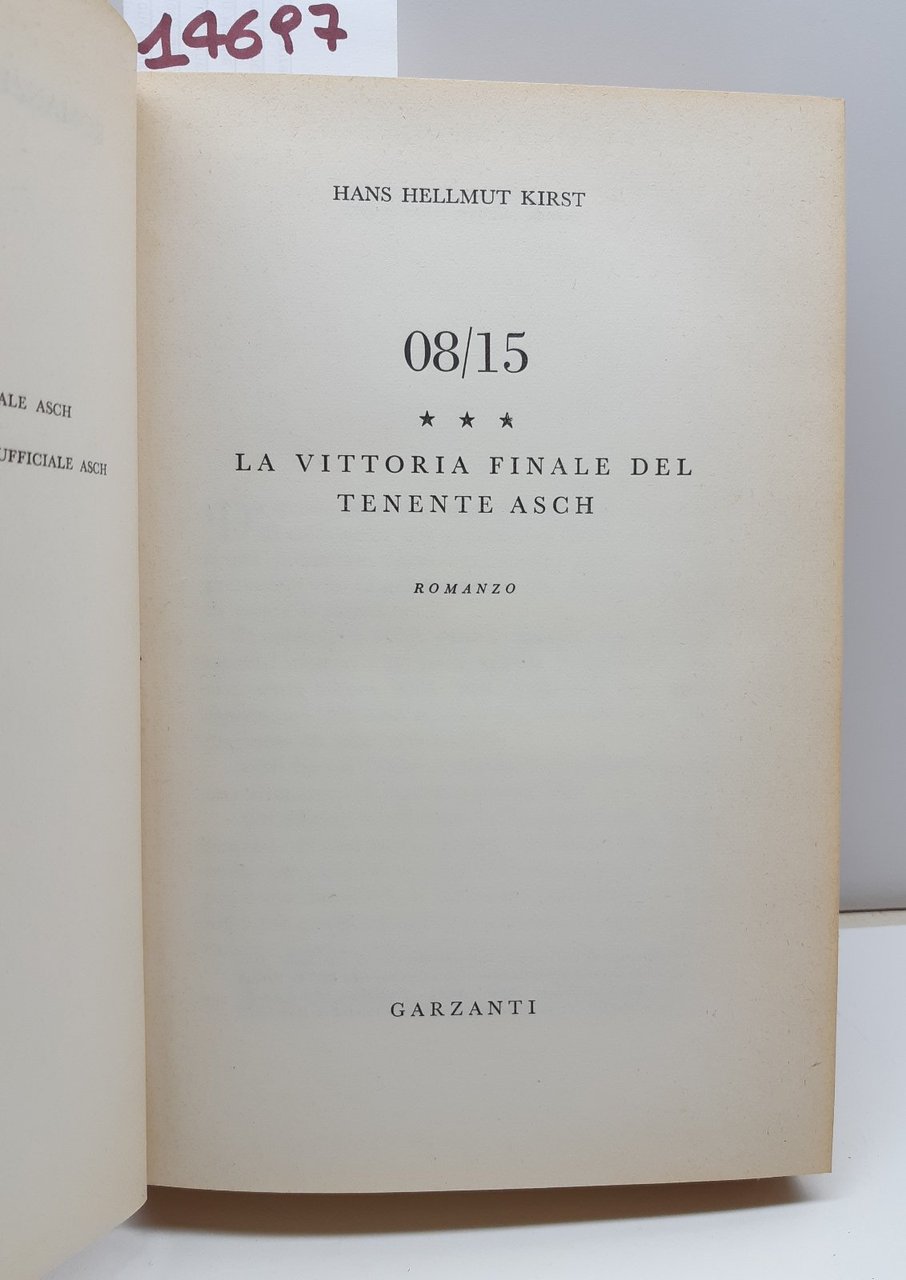 14697
ALE ASCH
UFFICIALE ASCH
HANS HELLMUT KIRST
08/15
★ ★ ★
LA VITTORIA FINALE DEL
TENENTE ASCH
ROMANZO
GARZANTI